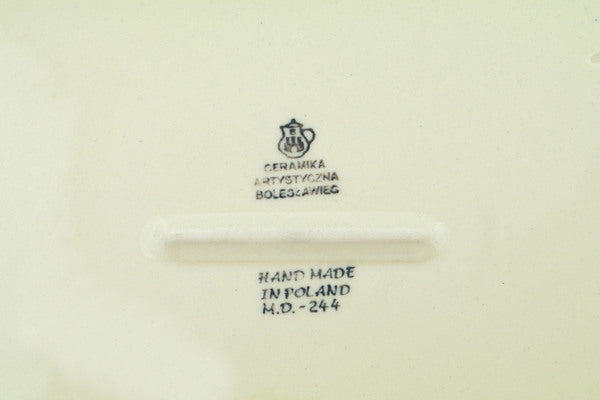 CERAMIKA
ARTYSTYCZNA
BOLESŁAWIEC
HAND MADE
IN POLAND
M.D. - 244